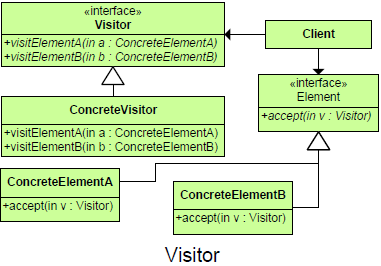 «interface»
Visitor
+visitElementA(in a : ConcreteElementA)
+visitElementB(in b : ConcreteElementB)
Client
«interface»
Element
+accept(in v : Visitor)
ConcreteVisitor
+visitElementA(in a : ConcreteElementA)
+visitElementB(in b : ConcreteElementB)
ConcreteElementA
+accept(in v : Visitor)
ConcreteElementB
+accept(in v : Visitor)
Visitor